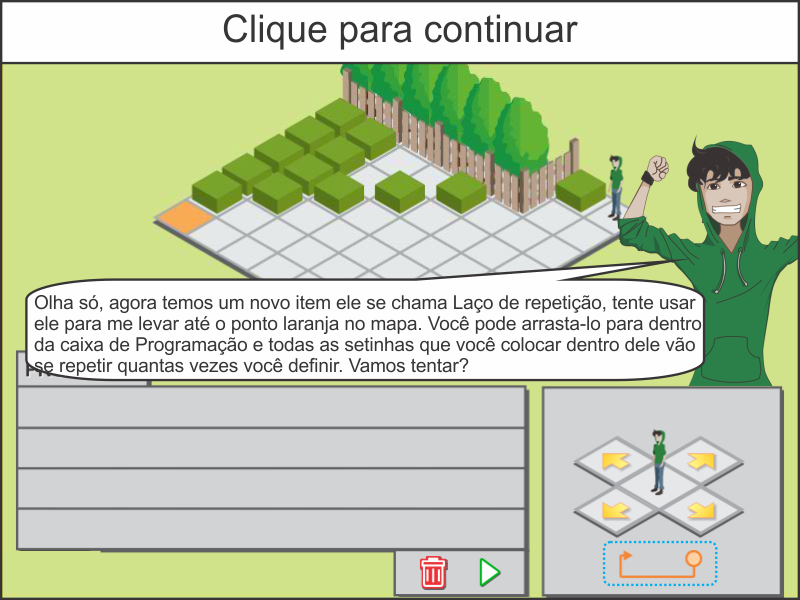 Clique para continuar
Olha só, agora temos um novo item ele se chama Laço de repetição, tente usar
ele para me levar até o ponto laranja no mapa. Você pode arrasta-lo para dentro
da caixa de Programação e todas as setinhas que você colocar dentro dele vão
se repetir quantas vezes você definir. Vamos tentar?